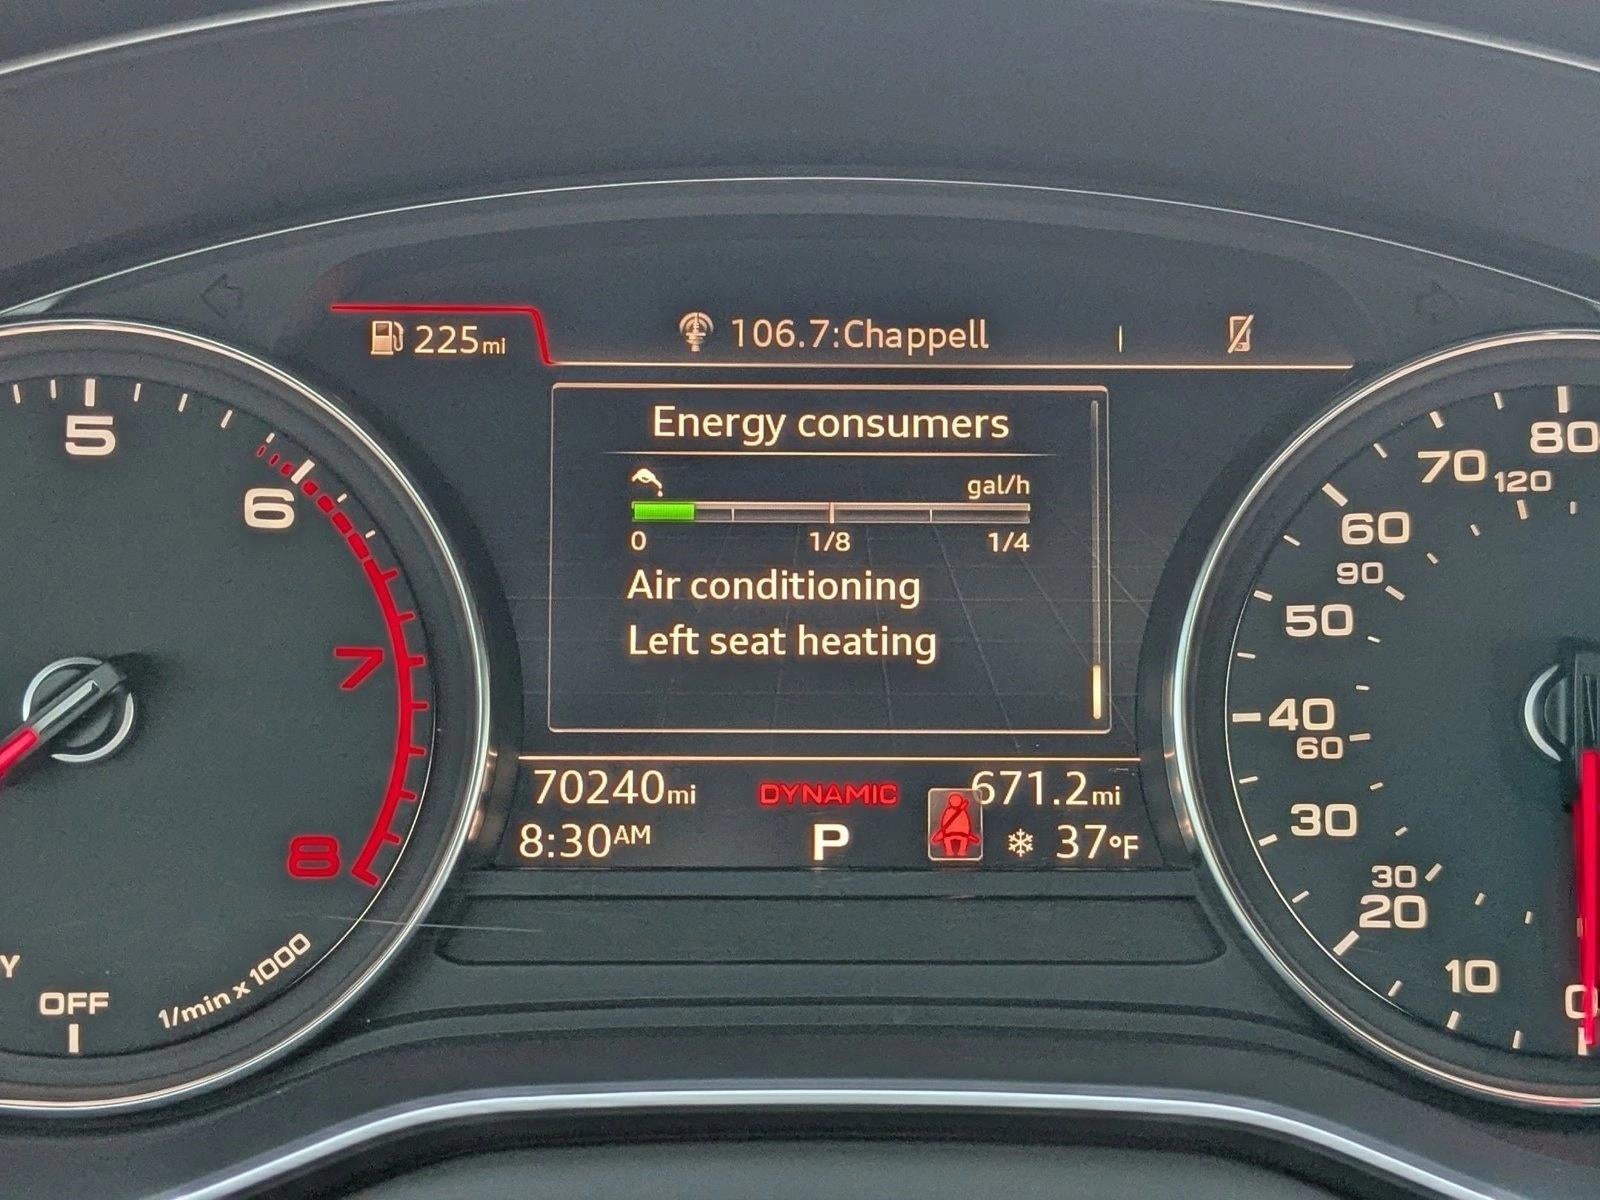 225mi
106.7:Chappell
Energy consumers
gal/h
0 1/8 1/4
Air conditioning
Left seat heating
70240mi
DYNAMIC
671.2mi
8:30AM
P
37°F
5
6
7
8
1/min x 1000
Y
OFF
80
120
70
60
90
50
40
60
30
30
20
10
0